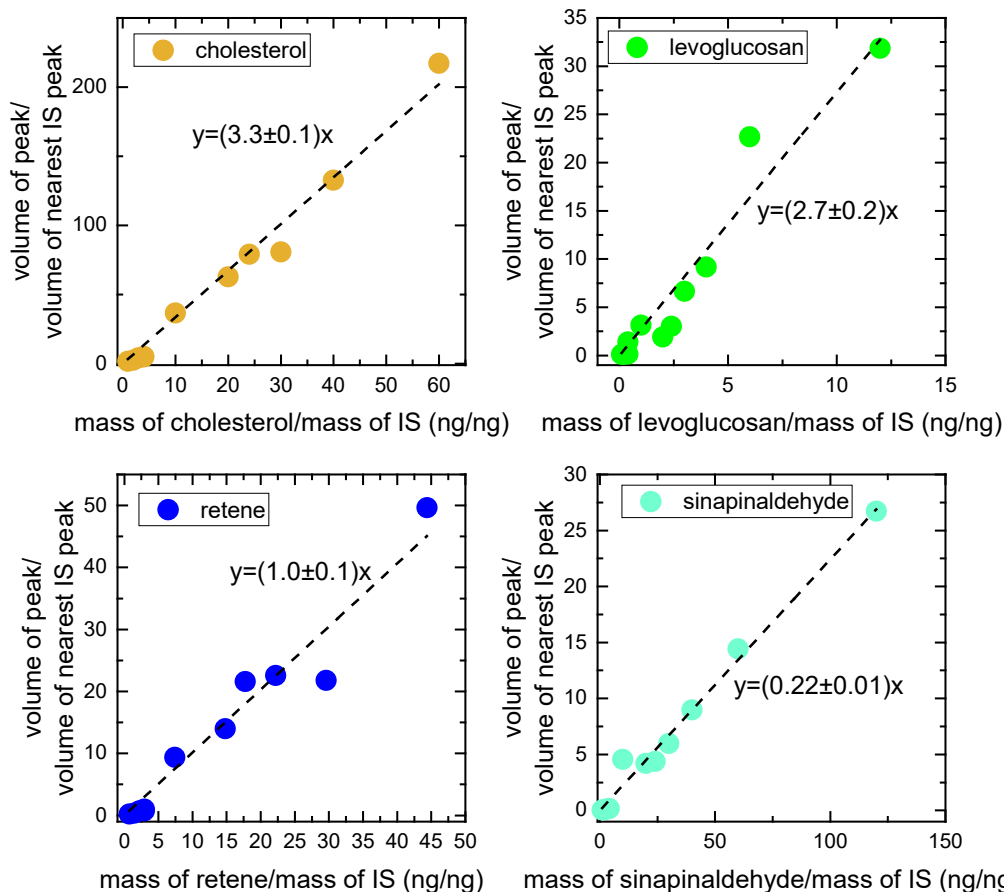 cholesterol
y=(3.3±0.1)x
volume of peak/
volume of nearest IS peak
200
100
0
0 10 20 30 40 50 60
mass of cholesterol/mass of IS (ng/ng)
levoglucosan
y=(2.7±0.2)x
volume of peak/
volume of nearest IS peak
35
30
25
20
15
10
5
0
0 5 10 15
mass of levoglucosan/mass of IS (ng/ng)
retene
y=(1.0±0.1)x
volume of peak/
volume of nearest IS peak
50
40
30
20
10
0
0 5 10 15 20 25 30 35 40 45 50
mass of retene/mass of IS (ng/ng)
sinapinaldehyde
y=(0.22±0.01)x
volume of peak/
volume of nearest IS peak
30
25
20
15
10
5
0
0 50 100 150
mass of sinapinaldehyde/mass of IS (ng/ng